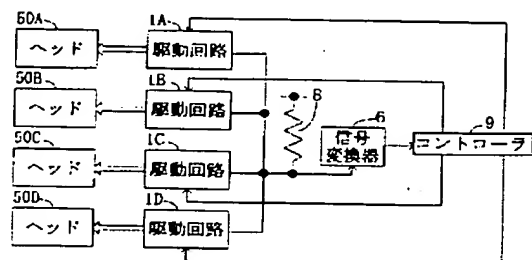 50A
ヘッド
1A
駆動回路
50B
ヘッド
1B
駆動回路
8
6
信号
変換器
9
コントローラ
50C
ヘッド
1C
駆動回路
50D
ヘッド
1D
駆動回路